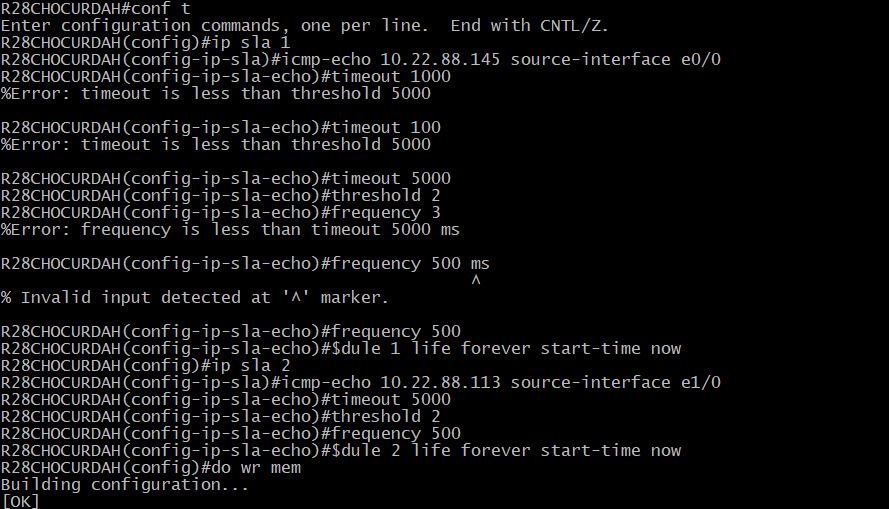 R28CHOCURDAH#conf t
Enter configuration commands, one per line.  End with CNTL/Z.
R28CHOCURDAH(config)#ip sla 1
R28CHOCURDAH(config-ip-sla)#icmp-echo 10.22.88.145 source-interface e0/0
R28CHOCURDAH(config-ip-sla-echo)#timeout 1000
%Error: timeout is less than threshold 5000
R28CHOCURDAH(config-ip-sla-echo)#timeout 100
%Error: timeout is less than threshold 5000
R28CHOCURDAH(config-ip-sla-echo)#timeout 5000
R28CHOCURDAH(config-ip-sla-echo)#threshold 2
R28CHOCURDAH(config-ip-sla-echo)#frequency 3
%Error: frequency is less than timeout 5000 ms
R28CHOCURDAH(config-ip-sla-echo)#frequency 500 ms
^
% Invalid input detected at '^' marker.
R28CHOCURDAH(config-ip-sla-echo)#frequency 500
R28CHOCURDAH(config-ip-sla-echo)#$dule 1 life forever start-time now
R28CHOCURDAH(config)#ip sla 2
R28CHOCURDAH(config-ip-sla)#icmp-echo 10.22.88.113 source-interface e1/0
R28CHOCURDAH(config-ip-sla-echo)#timeout 5000
R28CHOCURDAH(config-ip-sla-echo)#threshold 2
R28CHOCURDAH(config-ip-sla-echo)#frequency 500
R28CHOCURDAH(config-ip-sla-echo)#$dule 2 life forever start-time now
R28CHOCURDAH(config)#do wr mem
Building configuration...
[OK]